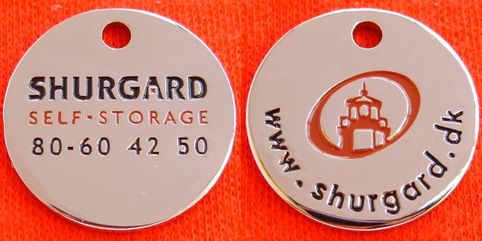 SHURGARD
SELF-STORAGE
80-60 42 50
www.shurgard.dk